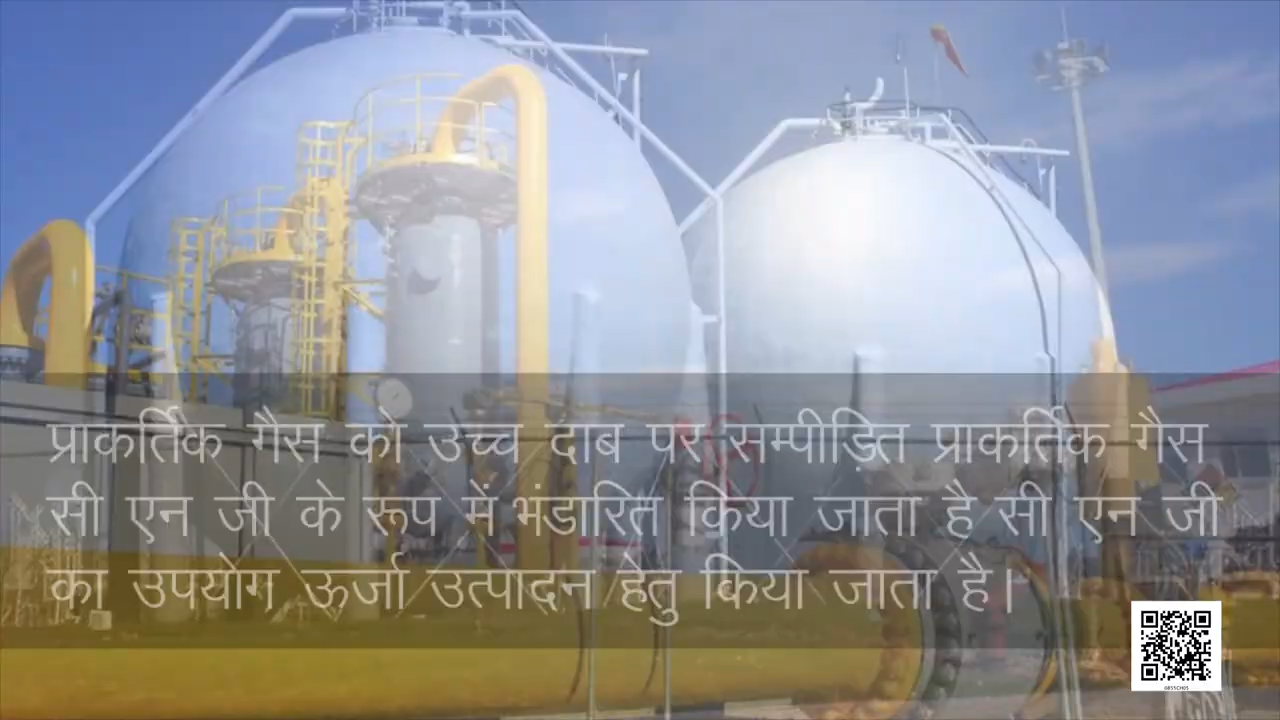 प्राकर्तिक गैस को उच्च दाब पर सम्पीड़ित प्राकर्तिक गैस
सी एन जी के रूप में भंडारित किया जाता है सी एन जी
का उपयोग ऊर्जा उत्पादन हेतु किया जाता है।